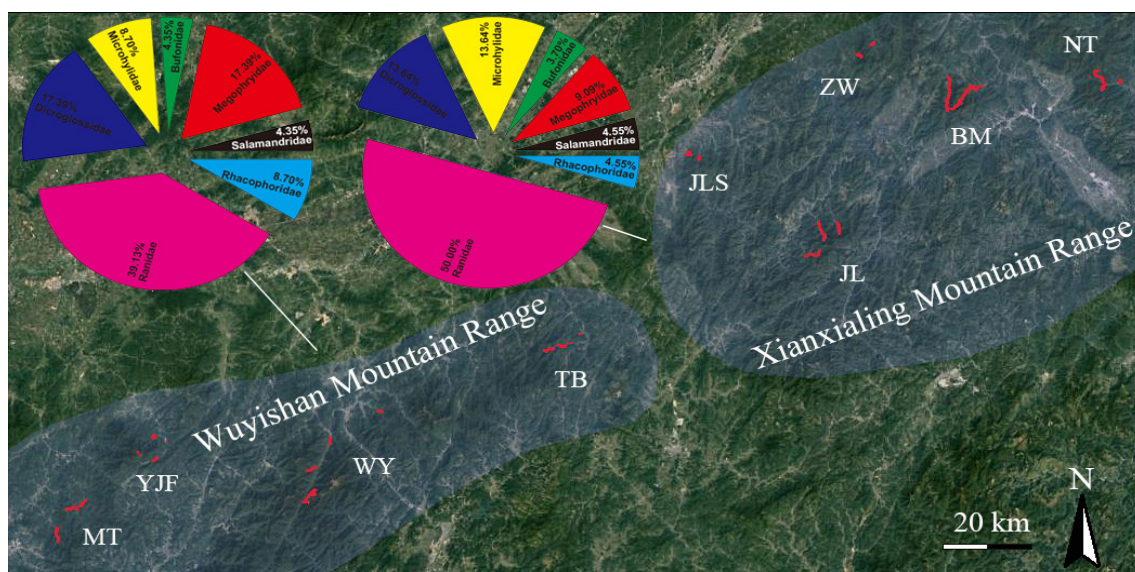 17.39%
Dicroglossidae
8.70%
Microhylidae
4.35%
Bufonidae
17.39%
Megophryidae
4.35%
Salamandridae
8.70%
Rhacophoridae
39.13%
Ranidae
13.64%
Dicroglossidae
13.64%
Microhylidae
3.70%
Bufonidae
9.09%
Megophryidae
4.55%
Salamandridae
4.55%
Rhacophoridae
50.00%
Ranidae
ZW
NT
BM
JLS
JL
Xianxialing Mountain Range
Wuyishan Mountain Range
TB
WY
YJF
MT
20 km
N